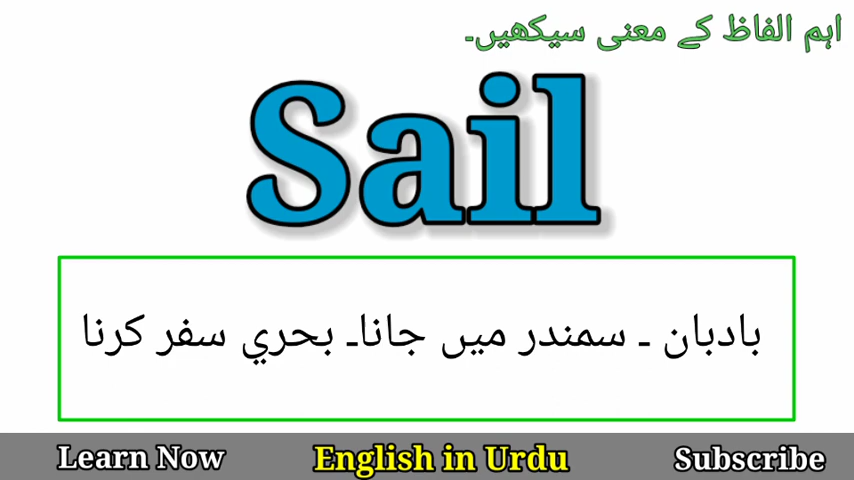 اہم الفاظ کے معنی سیکھیں۔
Sail
بادبان ۔ سمندر میں جانا۔ بحري سفر کرنا
Learn Now English in Urdu Subscribe